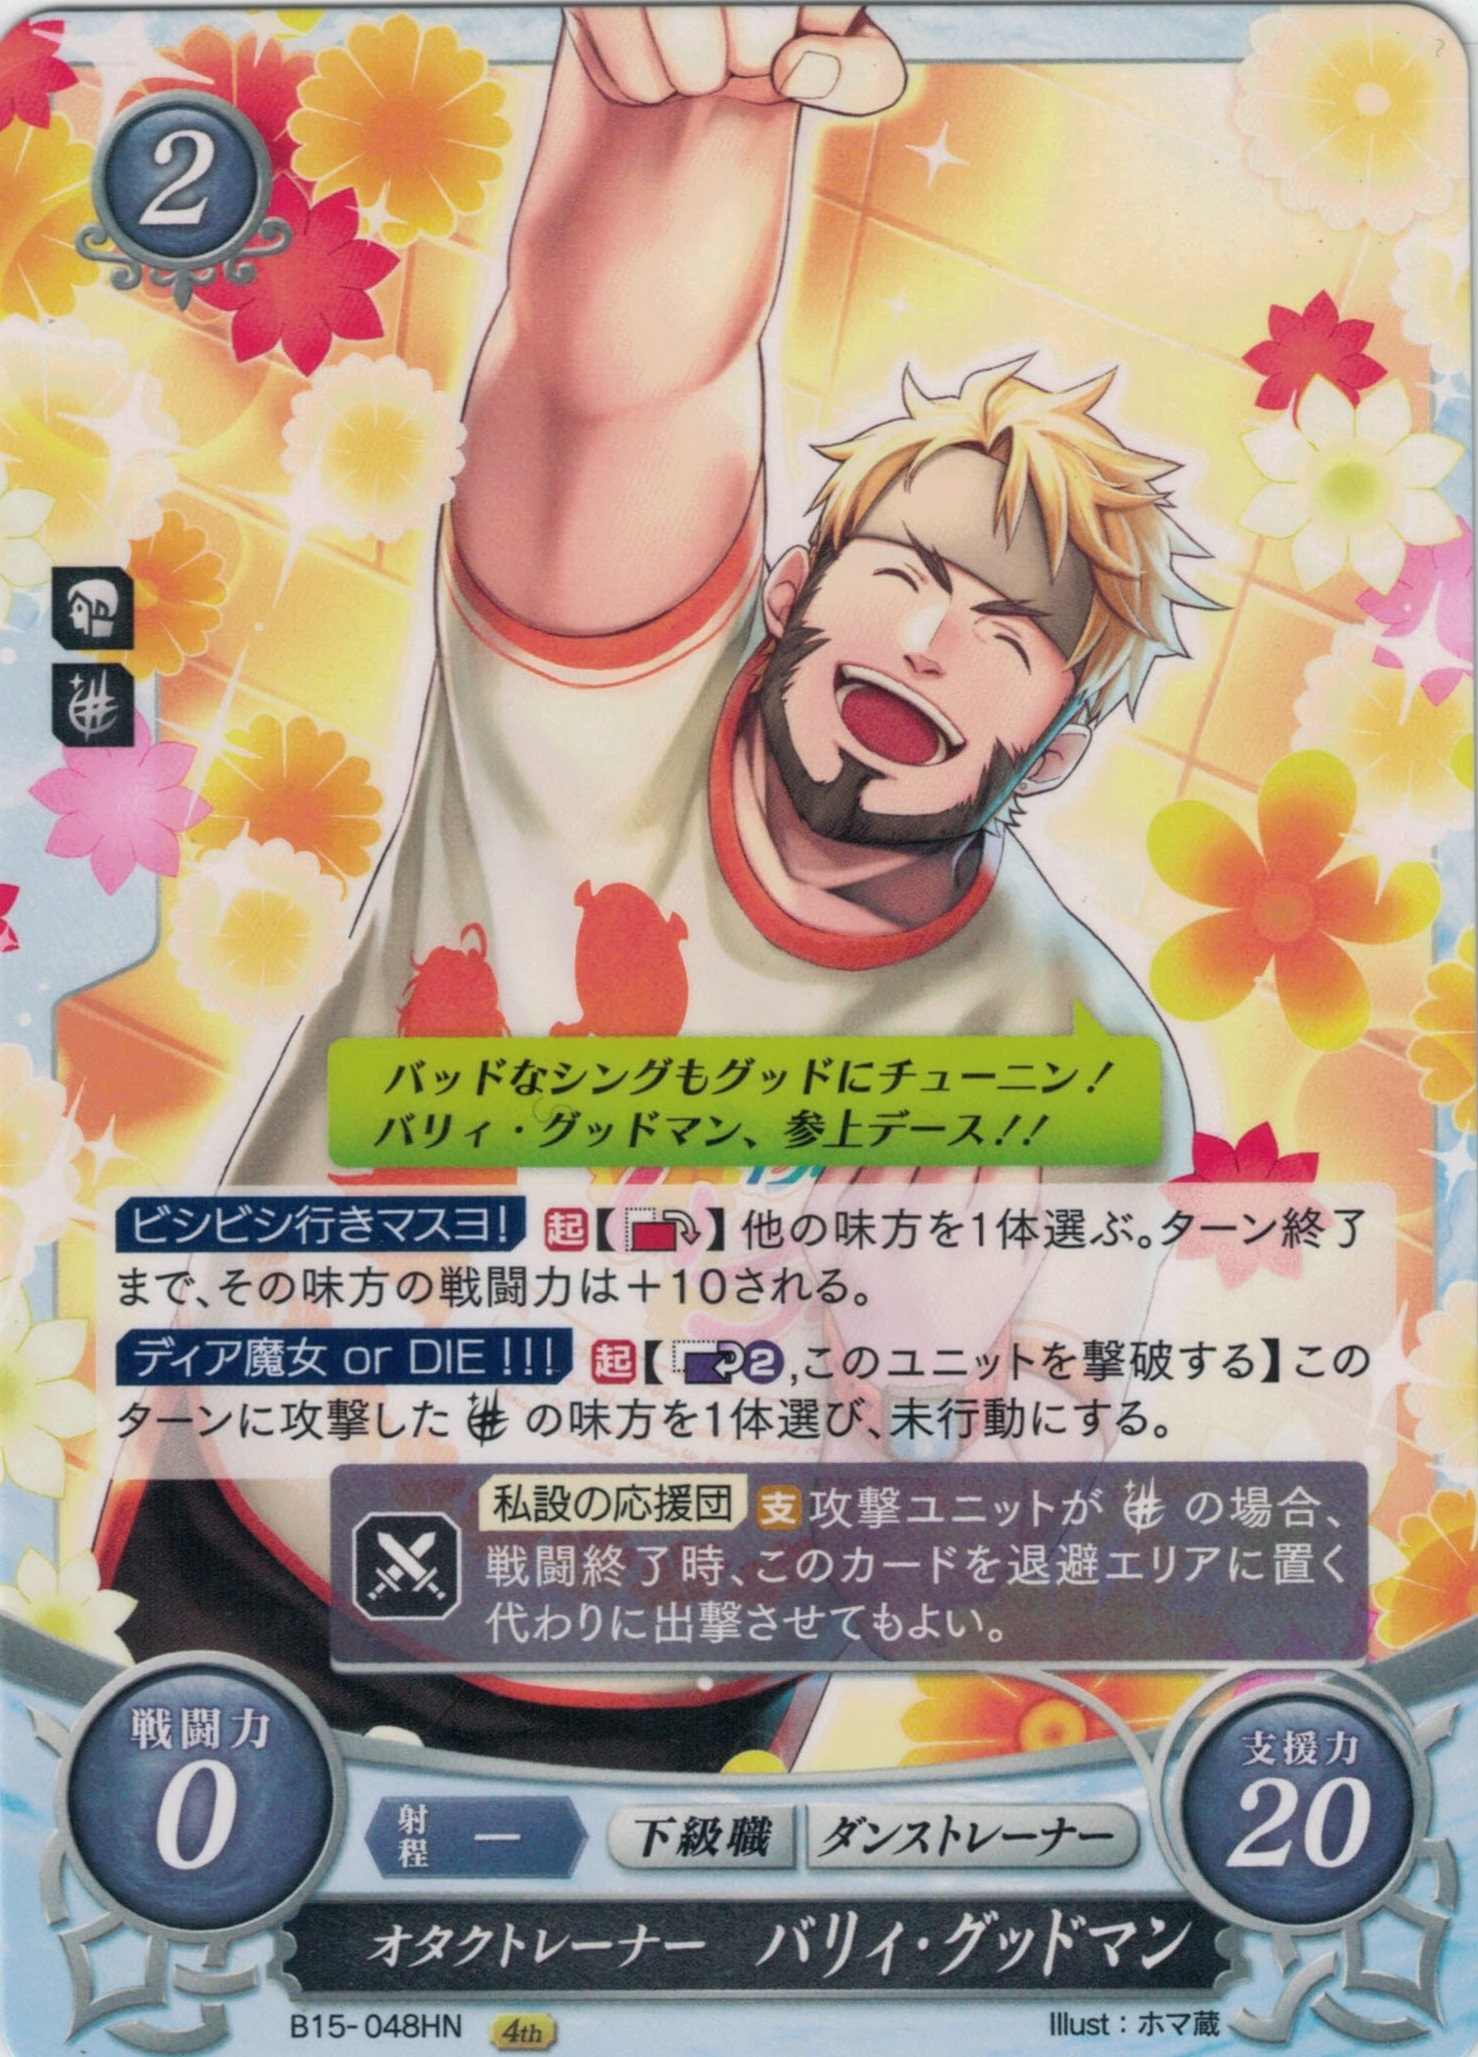 2
バッドなシングもグッドにチューニン！
バリィ・グッドマン、参上デース!!
ビシビシ行きマスヨ！ 起【 】他の味方を1体選ぶ。ターン終了
まで、その味方の戦闘力は＋10される。
ディア魔女 or DIE!!! 起【 2,このユニットを撃破する】この
ターンに攻撃した の味方を1体選び、未行動にする。
私設の応援団 支 攻撃ユニットが の場合、
戦闘終了時、このカードを退避エリアに置く
代わりに出撃させてもよい。
戦闘力
0
射程 ー
下級職 ダンストレーナー
支援力
20
オタクトレーナー バリィ・グッドマン
B15-048HN 4th Illust：ホマ蔵